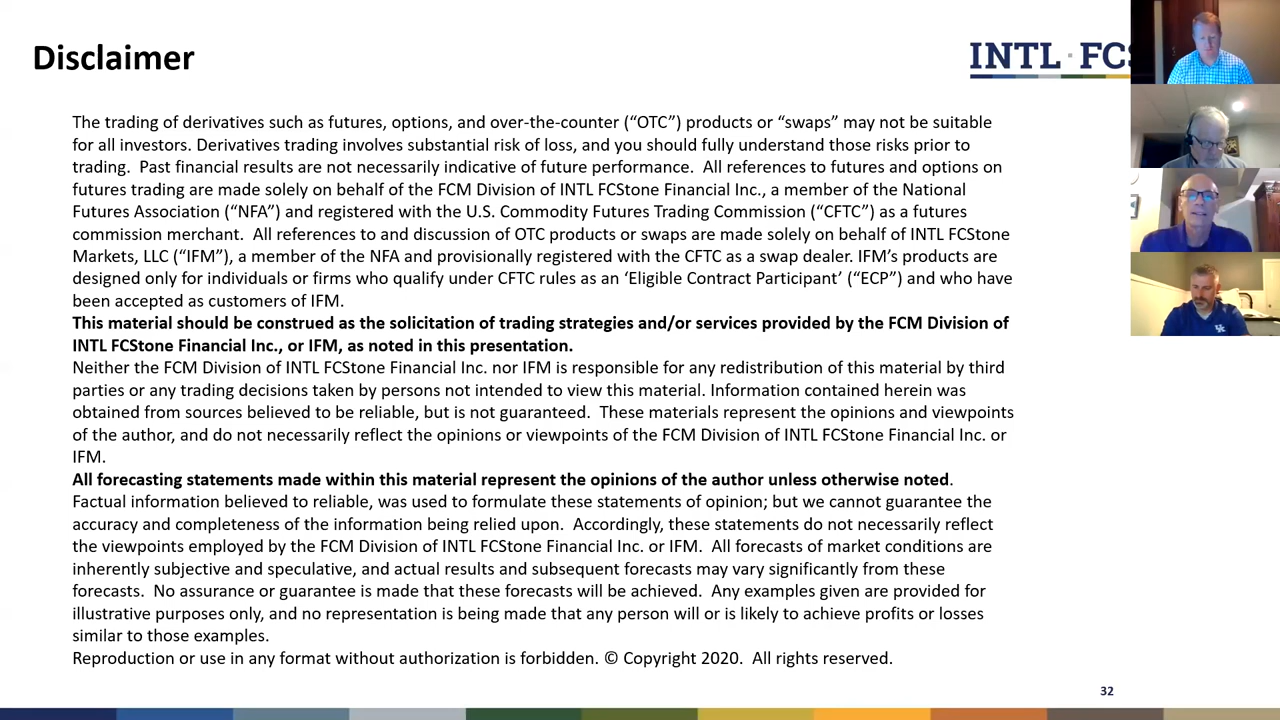 Disclaimer
INTL FCS
The trading of derivatives such as futures, options, and over-the-counter (“OTC”) products or “swaps” may not be suitable
for all investors. Derivatives trading involves substantial risk of loss, and you should fully understand those risks prior to
trading.  Past financial results are not necessarily indicative of future performance.  All references to futures and options on
futures trading are made solely on behalf of the FCM Division of INTL FCStone Financial Inc., a member of the National
Futures Association (“NFA”) and registered with the U.S. Commodity Futures Trading Commission (“CFTC”) as a futures
commission merchant.  All references to and discussion of OTC products or swaps are made solely on behalf of INTL FCStone
Markets, LLC (“IFM”), a member of the NFA and provisionally registered with the CFTC as a swap dealer. IFM’s products are
designed only for individuals or firms who qualify under CFTC rules as an ‘Eligible Contract Participant’ (“ECP”) and who have
been accepted as customers of IFM.
This material should be construed as the solicitation of trading strategies and/or services provided by the FCM Division of
INTL FCStone Financial Inc., or IFM, as noted in this presentation.
Neither the FCM Division of INTL FCStone Financial Inc. nor IFM is responsible for any redistribution of this material by third
parties or any trading decisions taken by persons not intended to view this material. Information contained herein was
obtained from sources believed to be reliable, but is not guaranteed.  These materials represent the opinions and viewpoints
of the author, and do not necessarily reflect the opinions or viewpoints of the FCM Division of INTL FCStone Financial Inc. or
IFM.
All forecasting statements made within this material represent the opinions of the author unless otherwise noted.
Factual information believed to reliable, was used to formulate these statements of opinion; but we cannot guarantee the
accuracy and completeness of the information being relied upon.  Accordingly, these statements do not necessarily reflect
the viewpoints employed by the FCM Division of INTL FCStone Financial Inc. or IFM.  All forecasts of market conditions are
inherently subjective and speculative, and actual results and subsequent forecasts may vary significantly from these
forecasts.  No assurance or guarantee is made that these forecasts will be achieved.  Any examples given are provided for
illustrative purposes only, and no representation is being made that any person will or is likely to achieve profits or losses
similar to those examples.
Reproduction or use in any format without authorization is forbidden. © Copyright 2020.  All rights reserved.
32